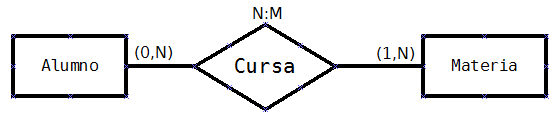 N:M
(0,N)
(1,N)
Alumno
Cursa
Materia